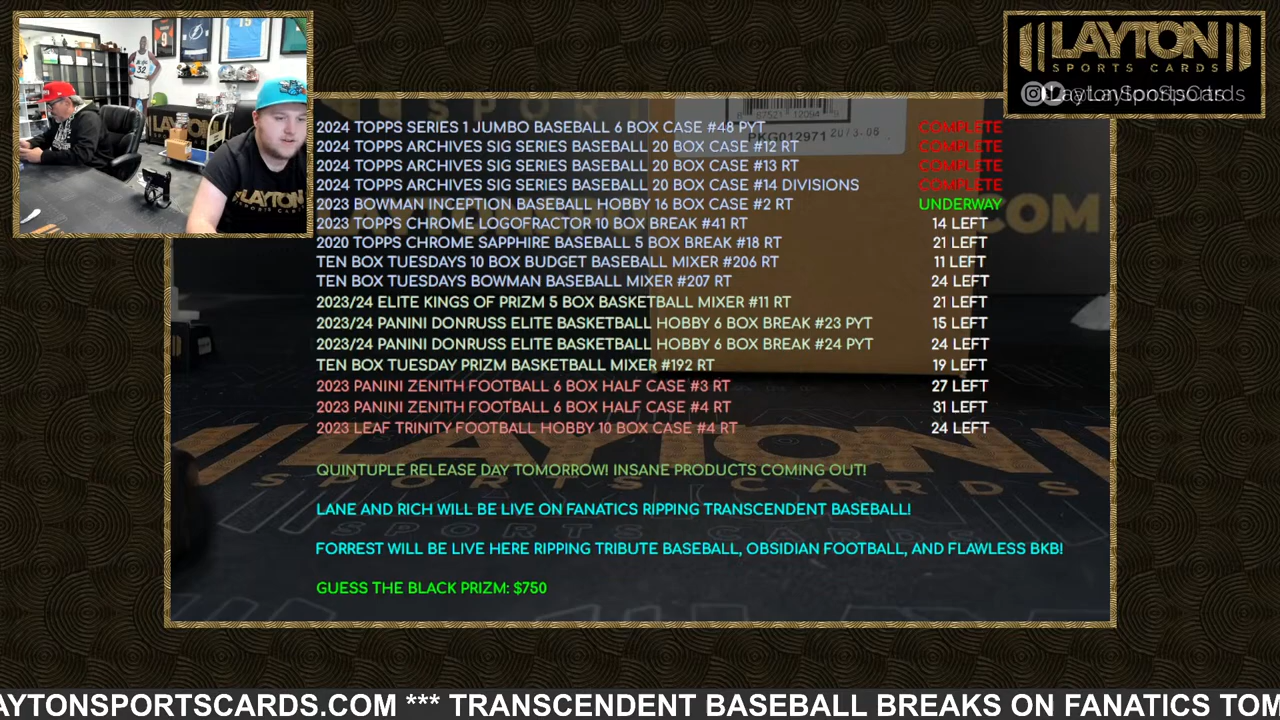 LAYTON
SPORTS CARDS
2024 TOPPS SERIES 1 JUMBO BASEBALL 6 BOX CASE #48 PYT COMPLETE
2024 TOPPS ARCHIVES SIG SERIES BASEBALL 20 BOX CASE #12 RT COMPLETE
2024 TOPPS ARCHIVES SIG SERIES BASEBALL 20 BOX CASE #13 RT COMPLETE
2024 TOPPS ARCHIVES SIG SERIES BASEBALL 20 BOX CASE #14 DIVISIONS COMPLETE
2023 BOWMAN INCEPTION BASEBALL HOBBY 16 BOX CASE #2 RT UNDERWAY
2023 TOPPS CHROME LOGOFRACTOR 10 BOX BREAK #41 RT 14 LEFT
2020 TOPPS CHROME SAPPHIRE BASEBALL 5 BOX BREAK #18 RT 21 LEFT
TEN BOX TUESDAYS 10 BOX BUDGET BASEBALL MIXER #206 RT 11 LEFT
TEN BOX TUESDAYS BOWMAN BASEBALL MIXER #207 RT 24 LEFT
2023/24 ELITE KINGS OF PRIZM 5 BOX BASKETBALL MIXER #11 RT 21 LEFT
2023/24 PANINI DONRUSS ELITE BASKETBALL HOBBY 6 BOX BREAK #23 PYT 15 LEFT
2023/24 PANINI DONRUSS ELITE BASKETBALL HOBBY 6 BOX BREAK #24 PYT 24 LEFT
TEN BOX TUESDAY PRIZM BASKETBALL MIXER #192 RT 19 LEFT
2023 PANINI ZENITH FOOTBALL 6 BOX HALF CASE #3 RT 27 LEFT
2023 PANINI ZENITH FOOTBALL 6 BOX HALF CASE #4 RT 31 LEFT
2023 LEAF TRINITY FOOTBALL HOBBY 10 BOX CASE #4 RT 24 LEFT
QUINTUPLE RELEASE DAY TOMORROW! INSANE PRODUCTS COMING OUT!
LANE AND RICH WILL BE LIVE ON FANATICS RIPPING TRANSCENDENT BASEBALL!
FORREST WILL BE LIVE HERE RIPPING TRIBUTE BASEBALL, OBSIDIAN FOOTBALL, AND FLAWLESS BKB!
GUESS THE BLACK PRIZM: $750
PKG012971
LAYTON
SPORTS CARDS
AYTONSPORTSCARDS.COM *** TRANSCENDENT BASEBALL BREAKS ON FANATICS TOM